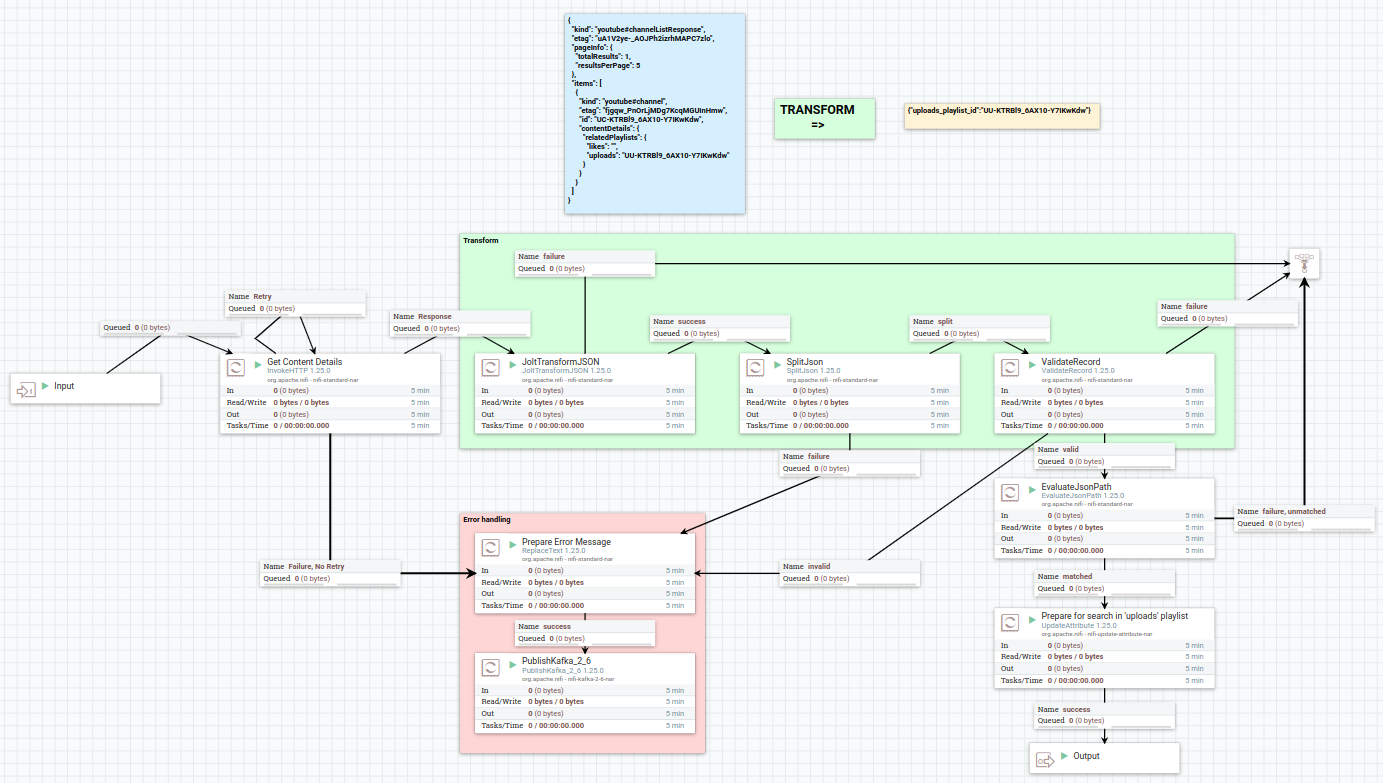 {
"kind": "youtube#channelListResponse",
"etag": "uA1V2ye-_AOJPh2izrhMAPC7zlo",
"pageInfo": {
"totalResults": 1,
"resultsPerPage": 5
},
"items": [
{
"kind": "youtube#channel",
"etag": "fjgqw_PnOrLjMDg7KcqMGUInHmw",
"id": "UC-KTRBl9_6AX10-Y7IKwKdw",
"contentDetails": {
"relatedPlaylists": {
"likes": "",
"uploads": "UU-KTRBl9_6AX10-Y7IKwKdw"
}
}
}
]
}
TRANSFORM
=>
{"uploads_playlist_id":"UU-KTRBl9_6AX10-Y7IKwKdw"}
Transform
Name failure
Queued 0 (0 bytes)
Name Retry
Queued 0 (0 bytes)
Queued 0 (0 bytes)
Name Response
Queued 0 (0 bytes)
Name success
Queued 0 (0 bytes)
Name split
Queued 0 (0 bytes)
Name failure
Queued 0 (0 bytes)
Input
Get Content Details
InvokeHTTP 1.25.0
org.apache.nifi - nifi-standard-nar
In 0 (0 bytes) 5 min
Read/Write 0 bytes / 0 bytes 5 min
Out 0 (0 bytes) 5 min
Tasks/Time 0 / 00:00:00.000 5 min
JoltTransformJSON
JoltTransformJSON 1.25.0
org.apache.nifi - nifi-standard-nar
In 0 (0 bytes) 5 min
Read/Write 0 bytes / 0 bytes 5 min
Out 0 (0 bytes) 5 min
Tasks/Time 0 / 00:00:00.000 5 min
SplitJson
SplitJson 1.25.0
org.apache.nifi - nifi-standard-nar
In 0 (0 bytes) 5 min
Read/Write 0 bytes / 0 bytes 5 min
Out 0 (0 bytes) 5 min
Tasks/Time 0 / 00:00:00.000 5 min
ValidateRecord
ValidateRecord 1.25.0
org.apache.nifi - nifi-standard-nar
In 0 (0 bytes) 5 min
Read/Write 0 bytes / 0 bytes 5 min
Out 0 (0 bytes) 5 min
Tasks/Time 0 / 00:00:00.000 5 min
Name failure
Queued 0 (0 bytes)
Name valid
Queued 0 (0 bytes)
EvaluateJsonPath
EvaluateJsonPath 1.25.0
org.apache.nifi - nifi-standard-nar
In 0 (0 bytes) 5 min
Read/Write 0 bytes / 0 bytes 5 min
Out 0 (0 bytes) 5 min
Tasks/Time 0 / 00:00:00.000 5 min
Name failure, unmatched
Queued 0 (0 bytes)
Error handling
Prepare Error Message
ReplaceText 1.25.0
org.apache.nifi - nifi-standard-nar
In 0 (0 bytes) 5 min
Read/Write 0 bytes / 0 bytes 5 min
Out 0 (0 bytes) 5 min
Tasks/Time 0 / 00:00:00.000 5 min
Name Failure, No Retry
Queued 0 (0 bytes)
Name invalid
Queued 0 (0 bytes)
Name matched
Queued 0 (0 bytes)
Name success
Queued 0 (0 bytes)
Prepare for search in 'uploads' playlist
UpdateAttribute 1.25.0
org.apache.nifi - nifi-update-attribute-nar
In 0 (0 bytes) 5 min
Read/Write 0 bytes / 0 bytes 5 min
Out 0 (0 bytes) 5 min
Tasks/Time 0 / 00:00:00.000 5 min
PublishKafka_2_6
PublishKafka_2_6 1.25.0
org.apache.nifi - nifi-kafka-2-6-nar
In 0 (0 bytes) 5 min
Read/Write 0 bytes / 0 bytes 5 min
Out 0 (0 bytes) 5 min
Tasks/Time 0 / 00:00:00.000 5 min
Name success
Queued 0 (0 bytes)
Output